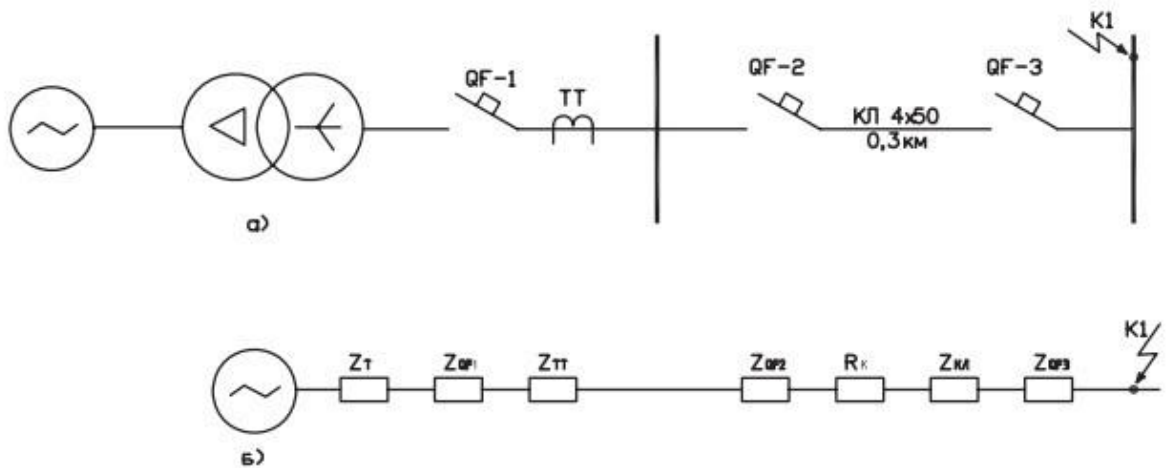 K1
QF-1
TT
QF-2
QF-3
КЛ 4x50
0,3км
а)
K1
ZТ
ZQF1
ZТТ
ZQF2
RК
ZКЛ
ZQF3
б)